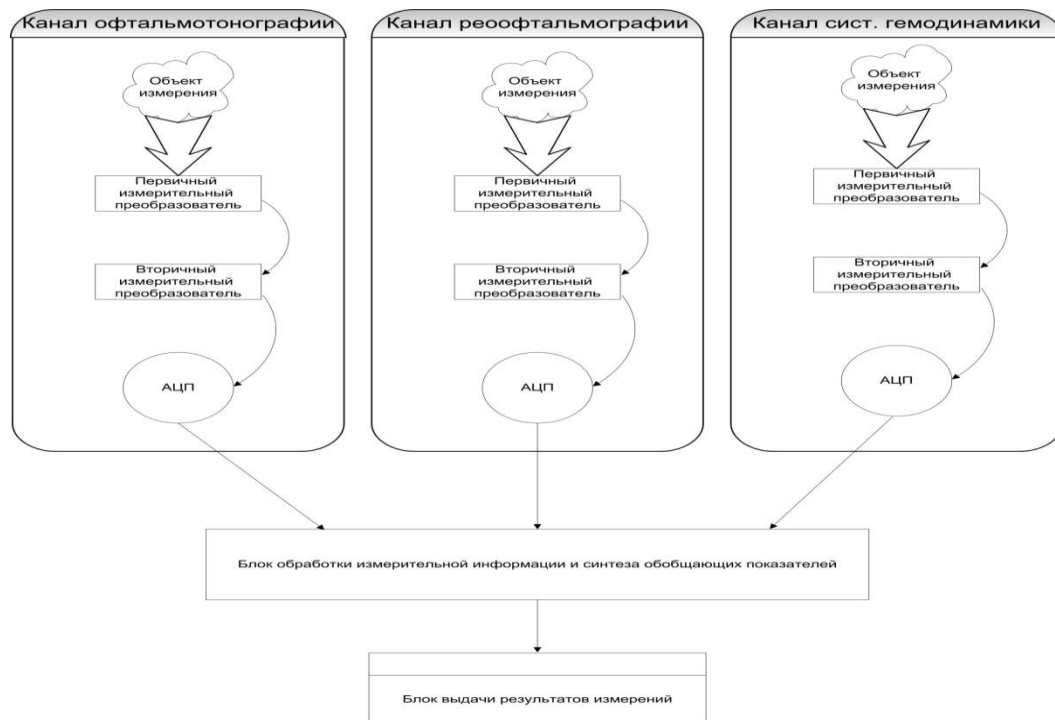 Канал офтальмотонографии
Объект
измерения
Первичный
измерительный
преобразователь
Вторичный
измерительный
преобразователь
АЦП
Канал реоофтальмографии
Объект
измерения
Первичный
измерительный
преобразователь
Вторичный
измерительный
преобразователь
АЦП
Канал сист. гемодинамики
Объект
измерения
Первичный
измерительный
преобразователь
Вторичный
измерительный
преобразователь
АЦП
Блок обработки измерительной информации и синтеза обобщающих показателей
Блок выдачи результатов измерений